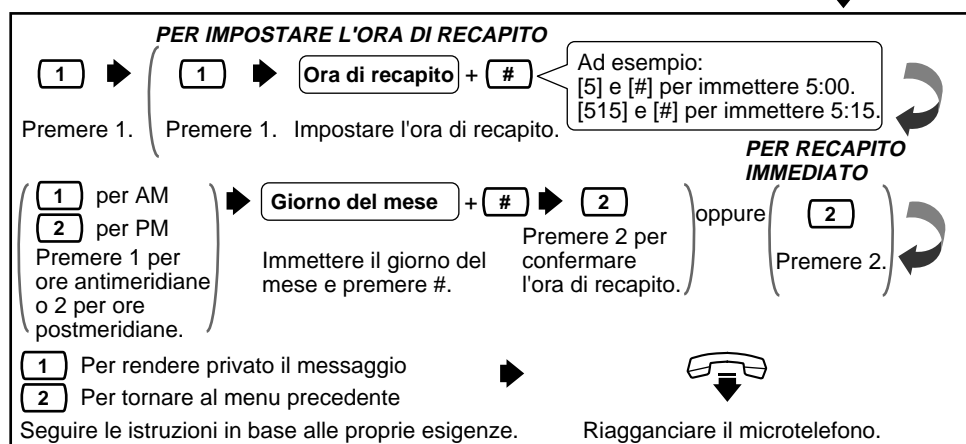 PER IMPOSTARE L'ORA DI RECAPITO
1 1 Ora di recapito + #
Ad esempio:
[5] e [#] per immettere 5:00.
[515] e [#] per immettere 5:15.
Premere 1. Premere 1. Impostare l'ora di recapito.
PER RECAPITO
IMMEDIATO
1 per AM
2 per PM
Premere 1 per
ore antimeridiane
o 2 per ore
postmeridiane.
Giorno del mese + #
Immettere il giorno del
mese e premere #.
2
Premere 2 per
confermare
l'ora di recapito.
oppure
2
Premere 2.
1 Per rendere privato il messaggio
2 Per tornare al menu precedente
Seguire le istruzioni in base alle proprie esigenze. Riagganciare il microtelefono.